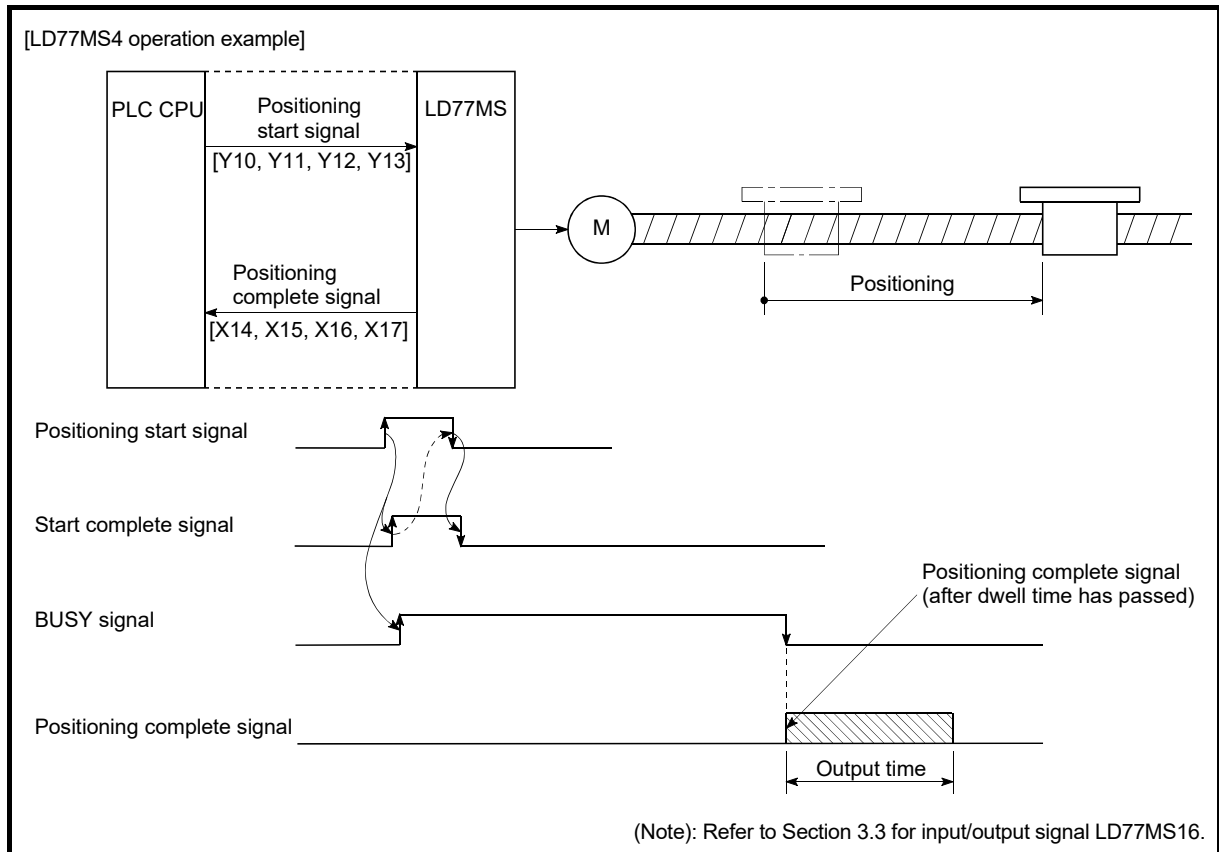 [LD77MS4 operation example]
PLC CPU
Positioning
start signal
[Y10, Y11, Y12, Y13]
LD77MS
Positioning
complete signal
[X14, X15, X16, X17]
M
Positioning
Positioning start signal
Start complete signal
BUSY signal
Positioning complete signal
(after dwell time has passed)
Positioning complete signal
Output time
(Note): Refer to Section 3.3 for input/output signal LD77MS16.